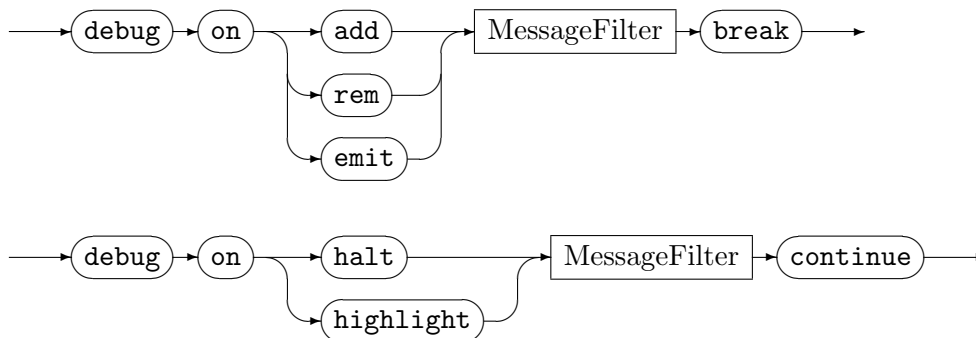 debug on add MessageFilter break
rem
emit
debug on halt MessageFilter continue
highlight